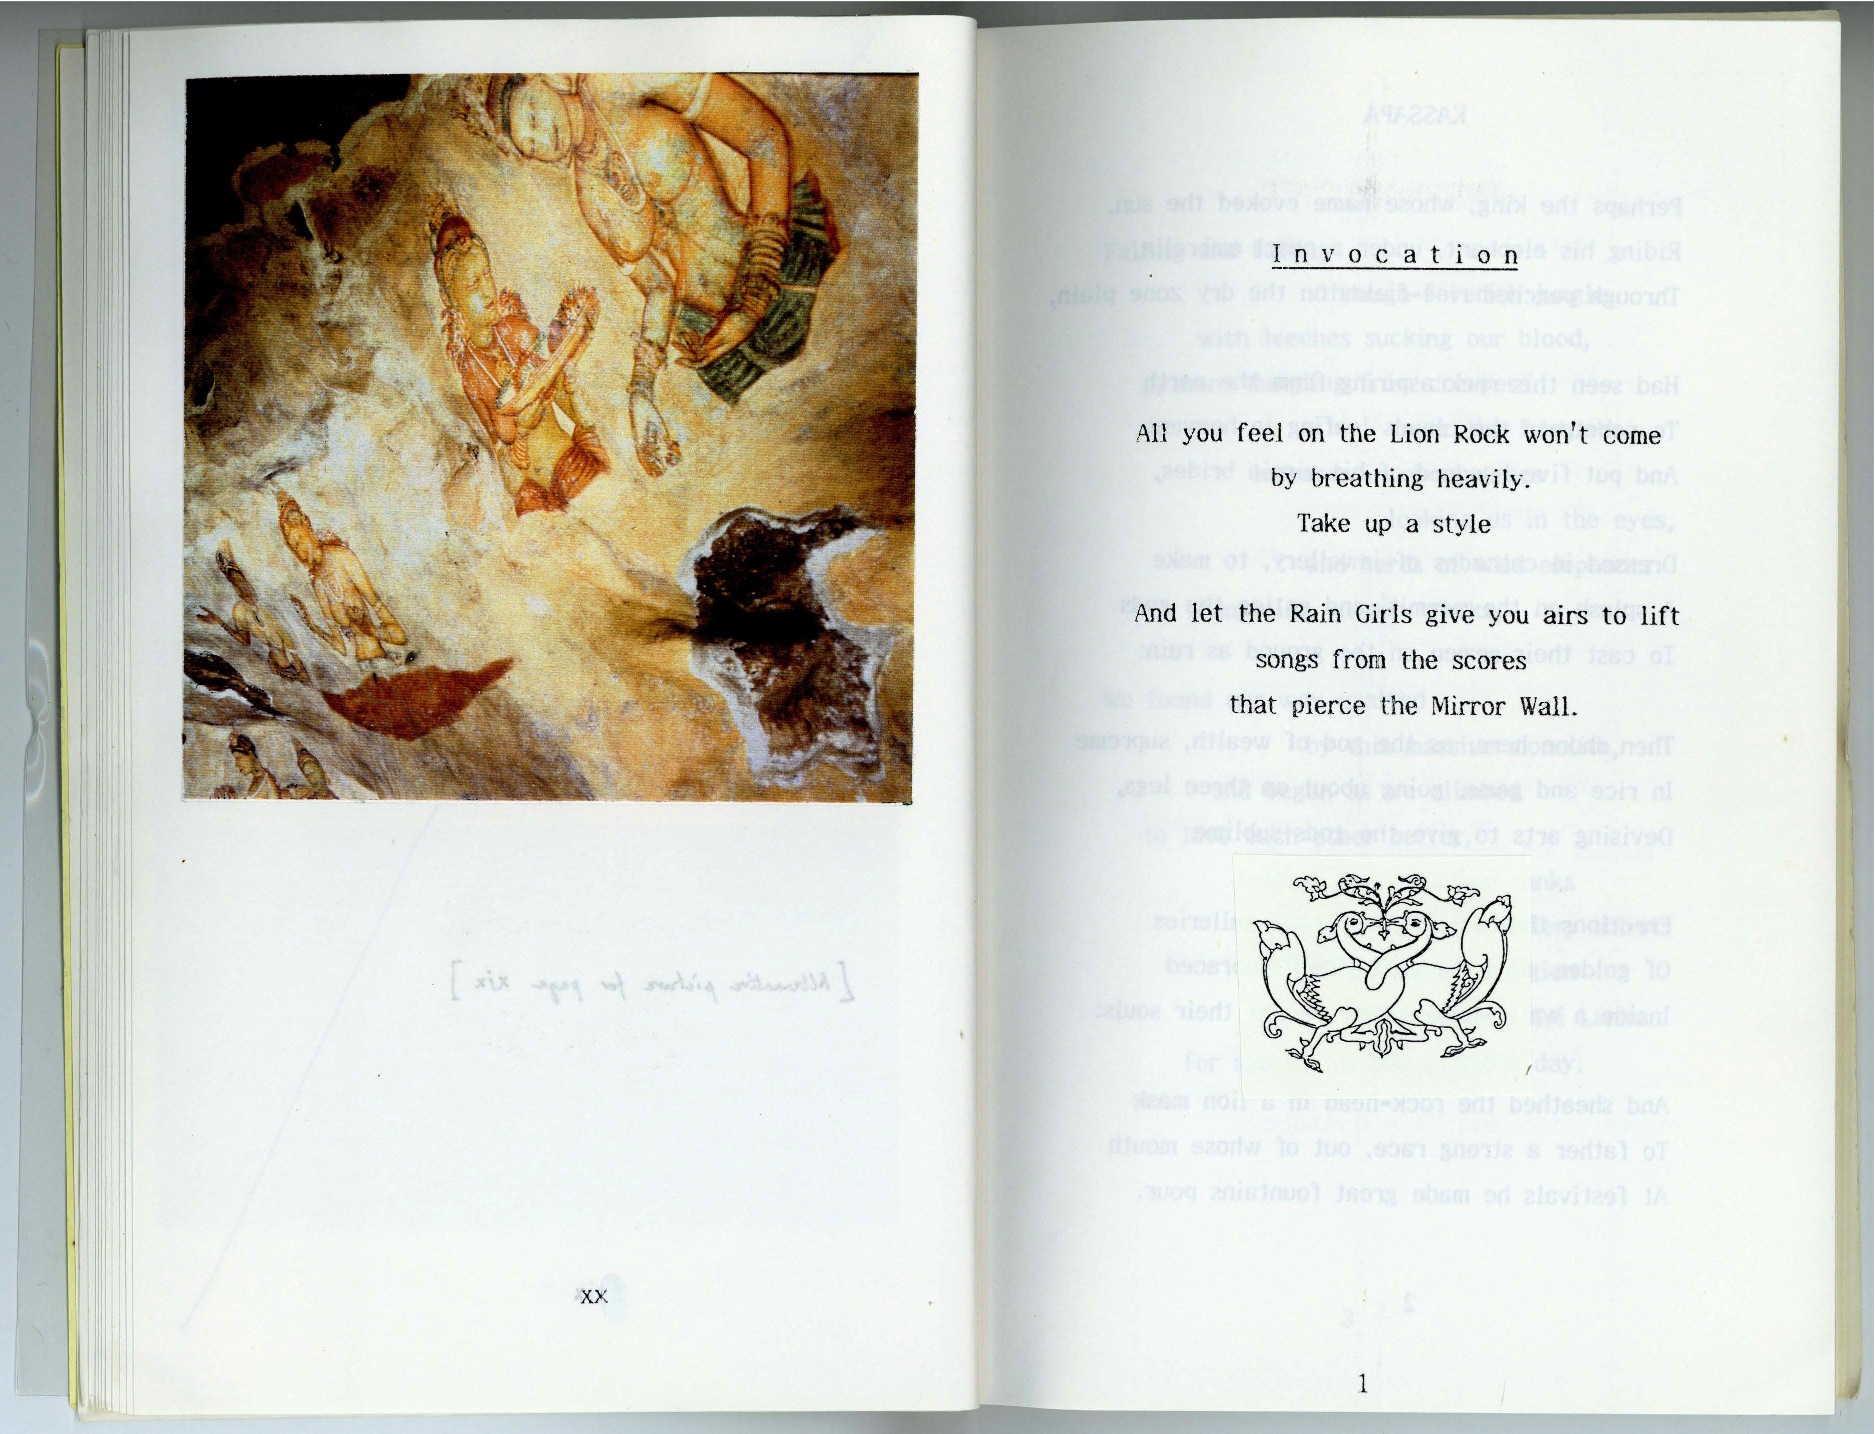 xx
Invocation
All you feel on the Lion Rock won't come
by breathing heavily.
Take up a style
And let the Rain Girls give you airs to lift
songs from the scores
that pierce the Mirror Wall.
1